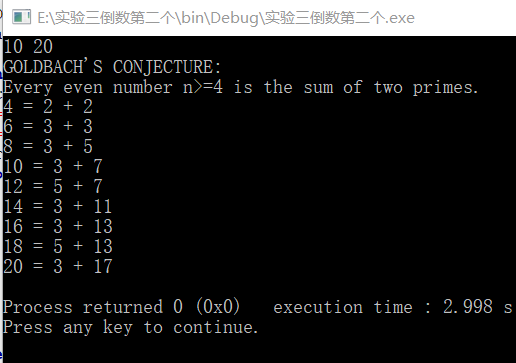 E:\实验三倒数第二个\bin\Debug\实验三倒数第二个.exe
10 20
GOLDBACH'S CONJECTURE:
Every even number n>=4 is the sum of two primes.
4 = 2 + 2
6 = 3 + 3
8 = 3 + 5
10 = 3 + 7
12 = 5 + 7
14 = 3 + 11
16 = 3 + 13
18 = 5 + 13
20 = 3 + 17
Process returned 0 (0x0)   execution time : 2.998 s
Press any key to continue.